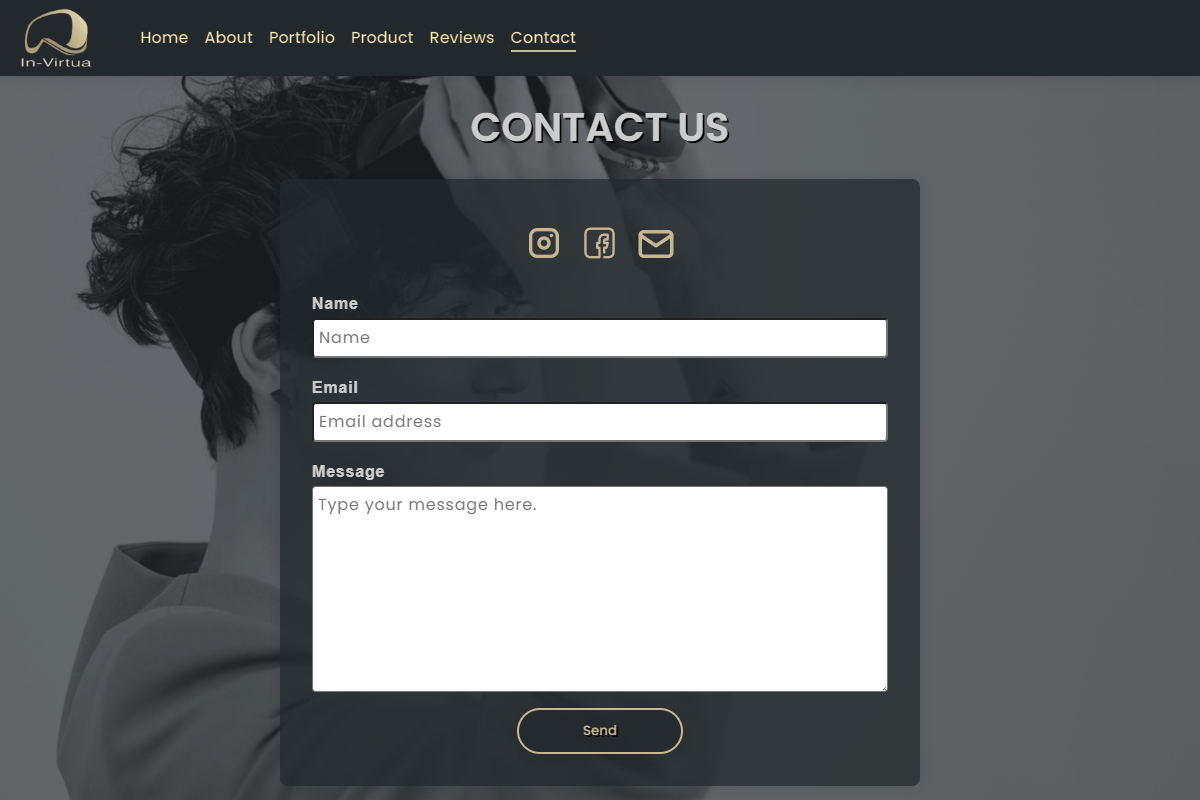 In-Virtua
Home About Portfolio Product Reviews Contact
CONTACT US
Name
Name
Email
Email address
Message
Type your message here.
Send